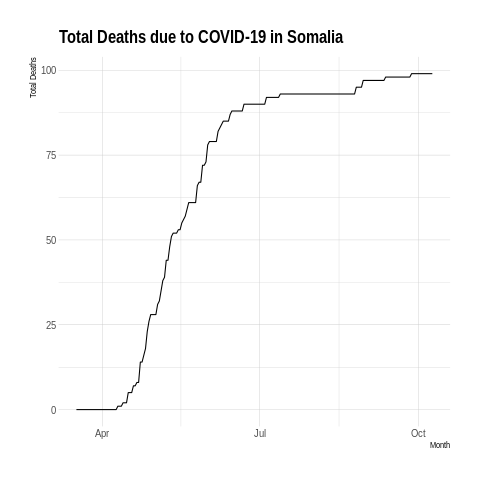 Total Deaths due to COVID-19 in Somalia
Total Deaths
100
75
50
25
0
Apr
Jul
Oct
Month